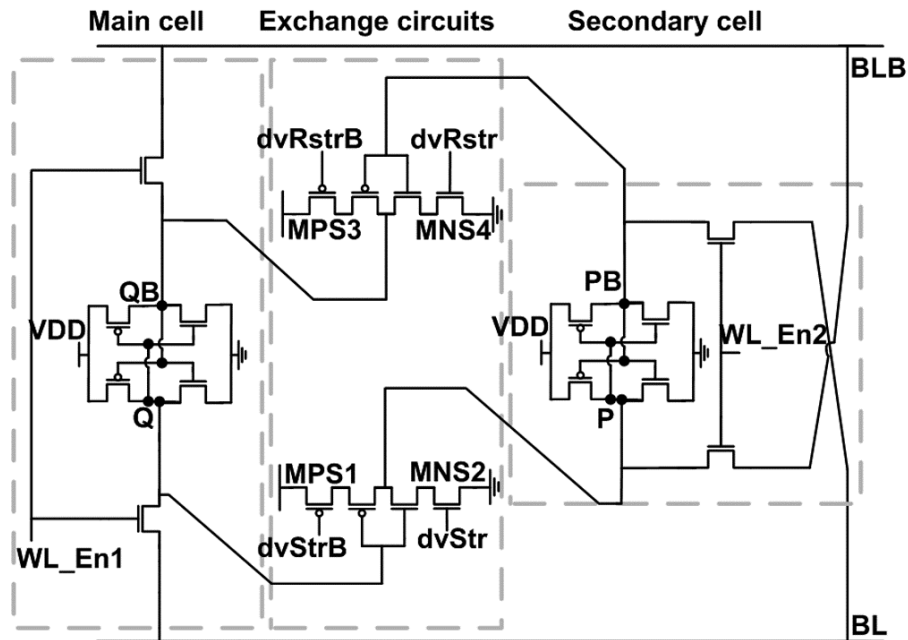 Main cell Exchange circuits Secondary cell
BLB
dvRstrB dvRstr
MPS3 MNS4
QB PB
VDD VDD WL_En2
Q P
MPS1 MNS2
dvStrB dvStr
WL_En1
BL